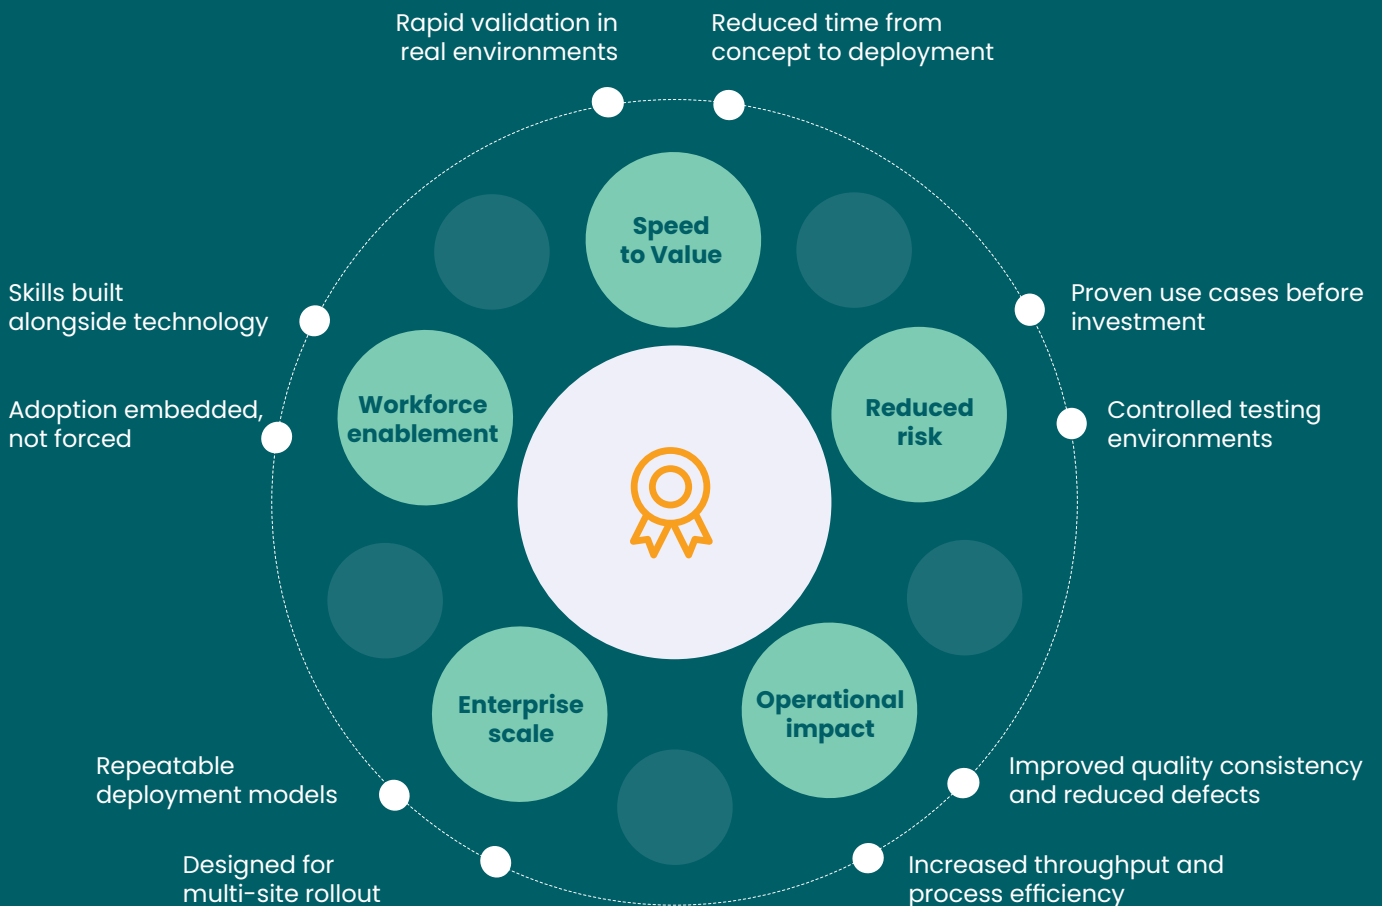 Rapid validation in
real environments
Reduced time from
concept to deployment
Speed
to Value
Skills built
alongside technology
Proven use cases before
investment
Workforce
enablement
Reduced
risk
Adoption embedded,
not forced
Controlled testing
environments
Enterprise
scale
Operational
impact
Repeatable
deployment models
Improved quality consistency
and reduced defects
Designed for
multi-site rollout
Increased throughput and
process efficiency